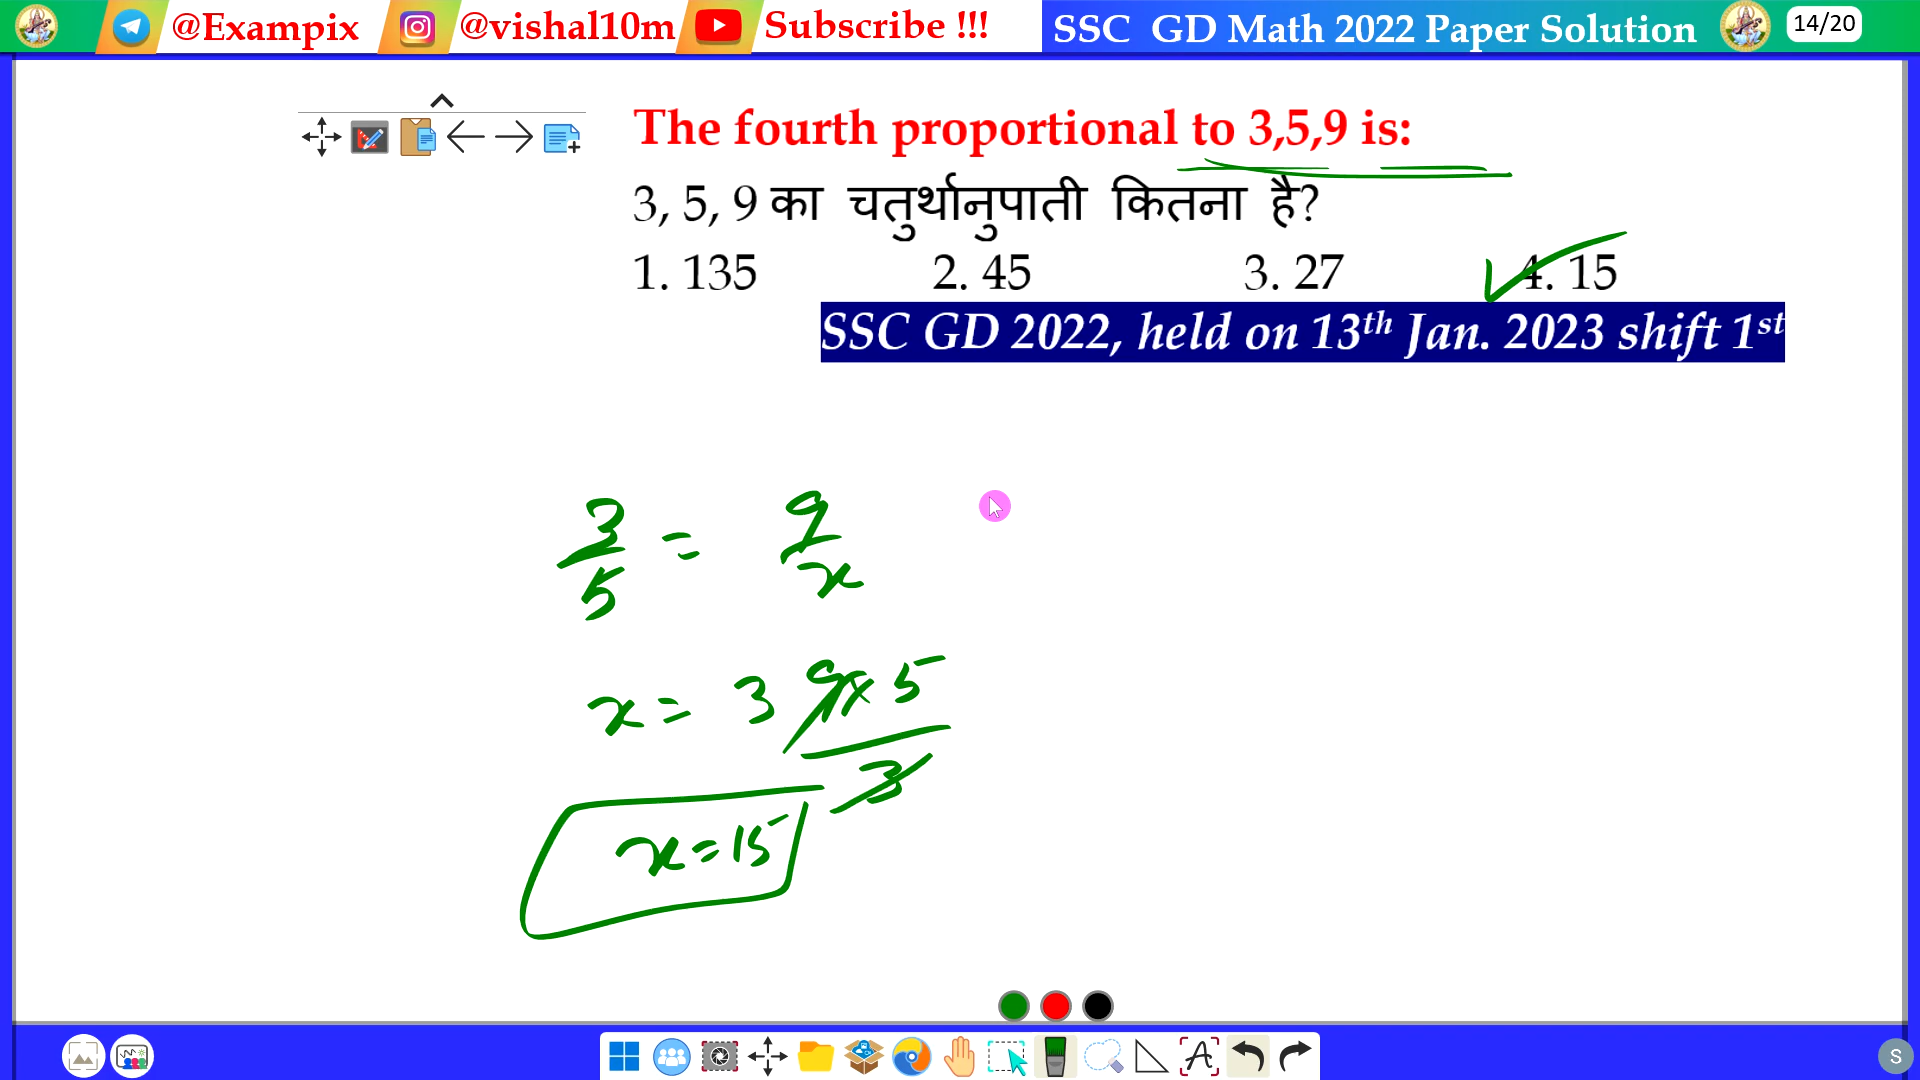 @Exampix @vishal10m Subscribe !!! SSC GD Math 2022 Paper Solution 14/20
The fourth proportional to 3,5,9 is:
3, 5, 9 का चतुर्थानुपाती कितना है?
1. 135 2. 45 3. 27 4. 15
SSC GD 2022, held on 13th Jan. 2023 shift 1st
3/5 = 9/x
x = 3 9x5/3
x=15
S